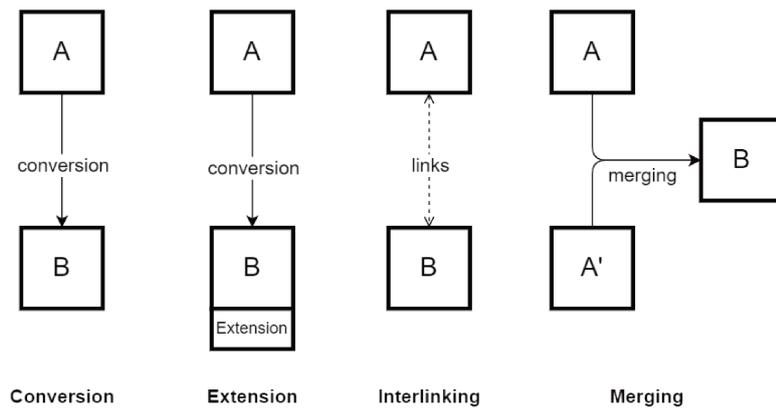 A
conversion
B
Conversion
A
conversion
B
Extension
Extension
A
links
B
Interlinking
A
merging
B
A'
Merging